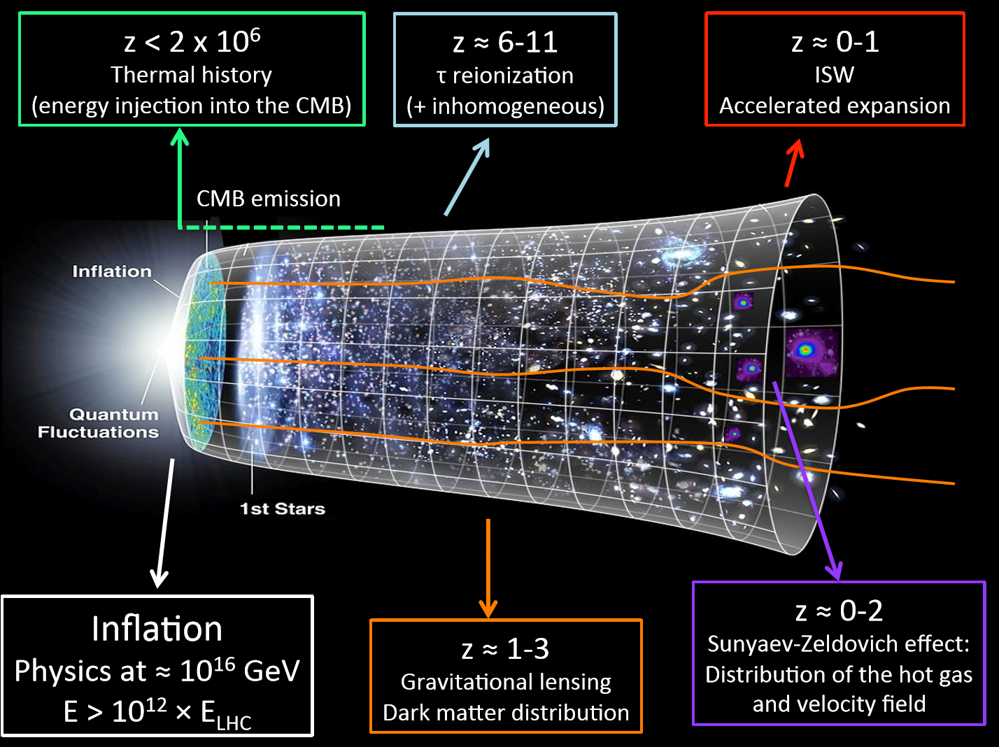 z < 2 x 10⁶
Thermal history
(energy injection into the CMB)
z ≈ 6-11
τ reionization
(+ inhomogeneous)
z ≈ 0-1
ISW
Accelerated expansion
CMB emission
Inflation
Quantum
Fluctuations
1st Stars
Inflation
Physics at ≈ 10¹⁶ GeV
E > 10¹² × E_LHC
z ≈ 1-3
Gravitational lensing
Dark matter distribution
z ≈ 0-2
Sunyaev-Zeldovich effect:
Distribution of the hot gas
and velocity field